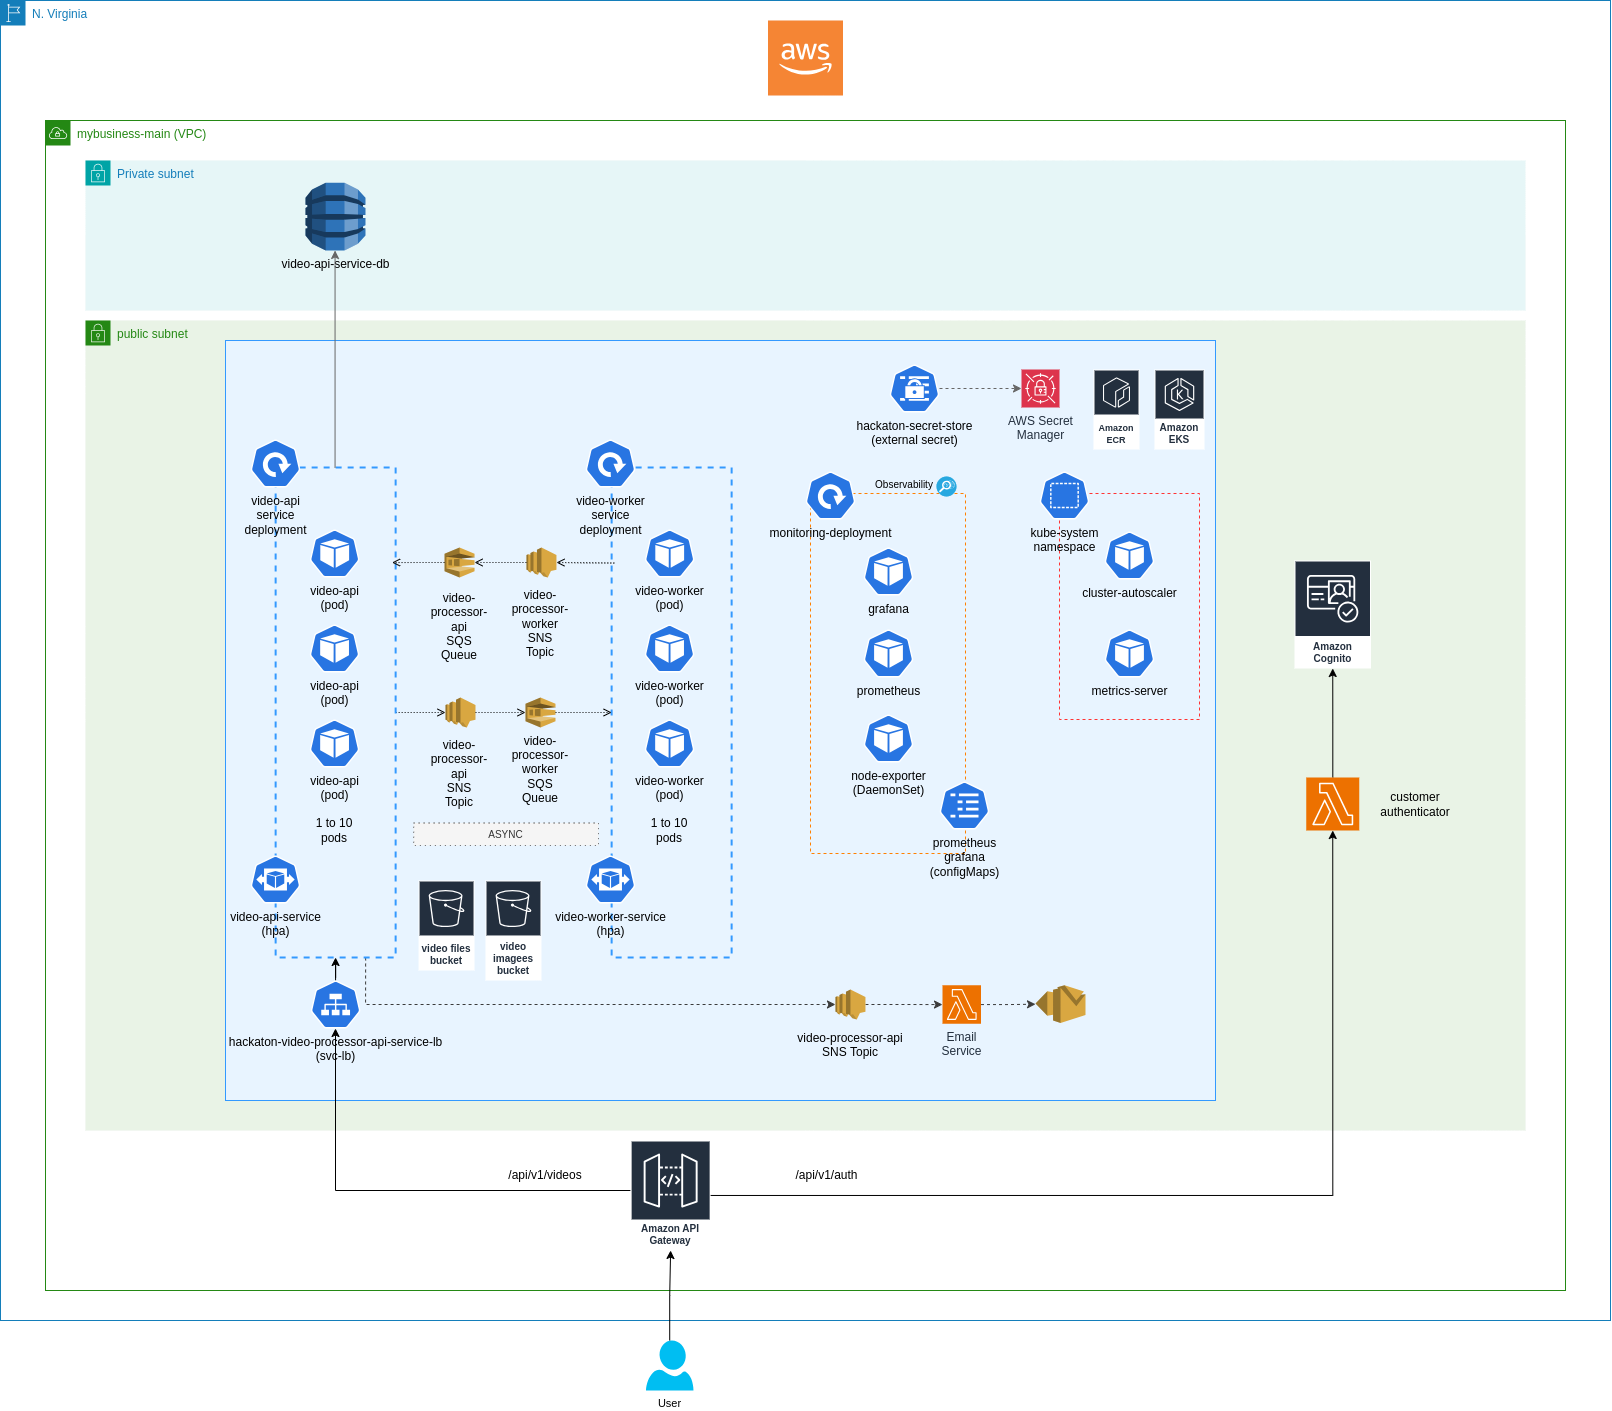 N. Virginia
aws
mybusiness-main (VPC)
Private subnet
video-api-service-db
public subnet
hackaton-secret-store
(external secret)
AWS Secret
Manager
Amazon
ECR
Amazon
EKS
video-api
service
deployment
video-worker
service
deployment
Observability
monitoring-deployment
kube-system
namespace
video-api
(pod)
video-processor-
api
SQS
Queue
video-
processor-
worker
SNS
Topic
video-worker
(pod)
grafana
cluster-autoscaler
video-api
(pod)
video-worker
(pod)
prometheus
metrics-server
Amazon
Cognito
video-api
(pod)
video-
processor-
api
SNS
Topic
video-
processor-
worker
SQS
Queue
video-worker
(pod)
node-exporter
(DaemonSet)
customer
authenticator
1 to 10
pods
ASYNC
1 to 10
pods
prometheus
grafana
(configMaps)
video-api-service
(hpa)
video files
bucket
video
imagees
bucket
video-worker-service
(hpa)
hackaton-video-processor-api-service-lb
(svc-lb)
video-processor-api
SNS Topic
Email
Service
/api/v1/videos
/api/v1/auth
Amazon API
Gateway
User